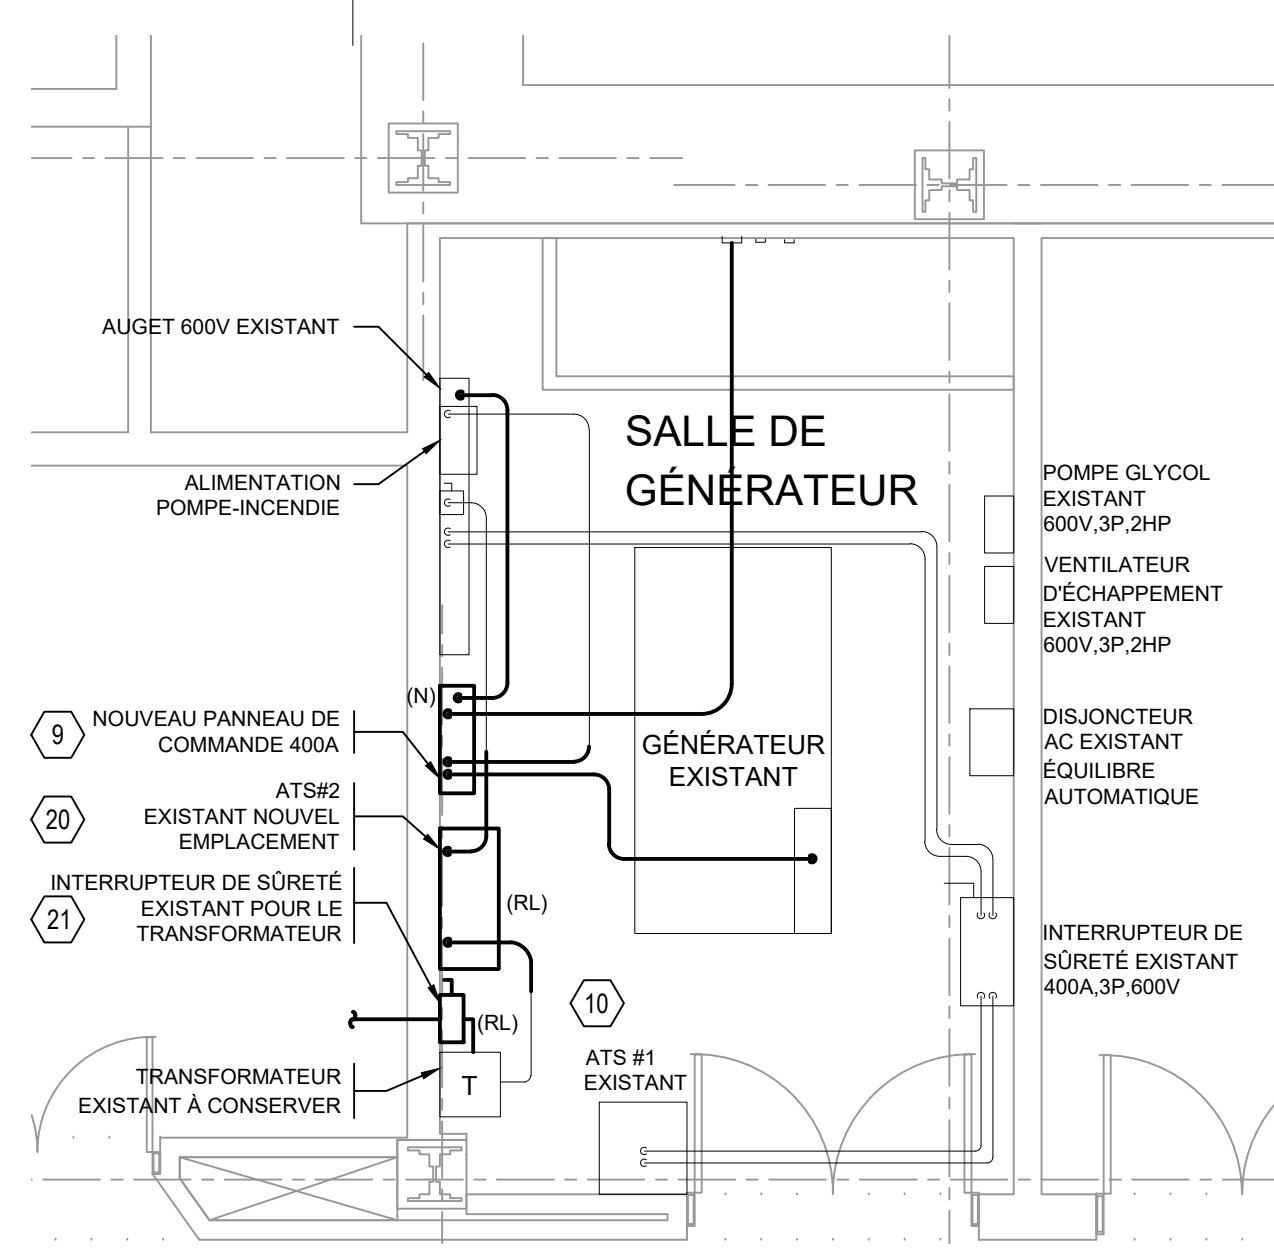 AUGET 600V EXISTANT
SALLE DE
GÉNÉRATEUR
ALIMENTATION
POMPE-INCENDIE
POMPE GLYCOL
EXISTANT
600V,3P,2HP
VENTILATEUR
D'ÉCHAPPEMENT
EXISTANT
600V,3P,2HP
(N)
9
NOUVEAU PANNEAU DE
COMMANDE 400A
GÉNÉRATEUR
EXISTANT
DISJONCTEUR
AC EXISTANT
ÉQUILIBRE
AUTOMATIQUE
20
ATS#2
EXISTANT NOUVEL
EMPLACEMENT
21
INTERRUPTEUR DE SÛRETÉ
EXISTANT POUR LE
TRANSFORMATEUR
(RL)
INTERRUPTEUR DE
SÛRETÉ EXISTANT
400A,3P,600V
10
(RL)
ATS #1
EXISTANT
TRANSFORMATEUR
EXISTANT À CONSERVER
T